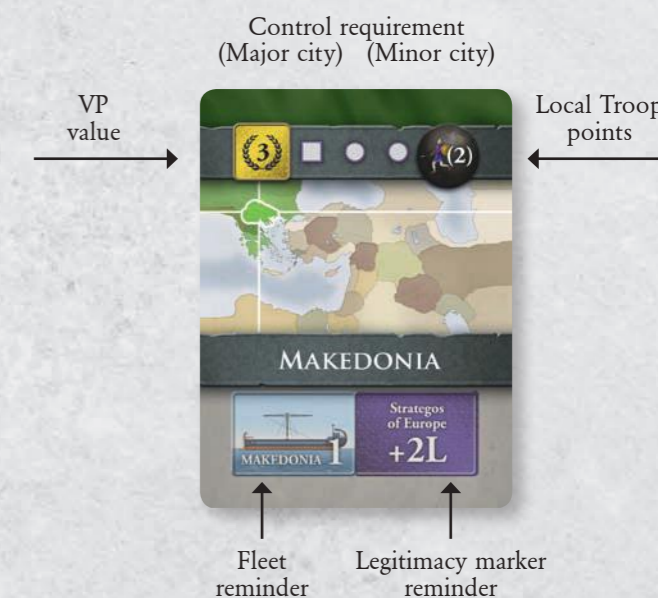 Control requirement
(Major city) (Minor city)
VP
value
Local Troop
points
3
(2)
MAKEDONIA
MAKEDONIA 1
Strategos
of Europe
+2L
Fleet
reminder
Legitimacy marker
reminder